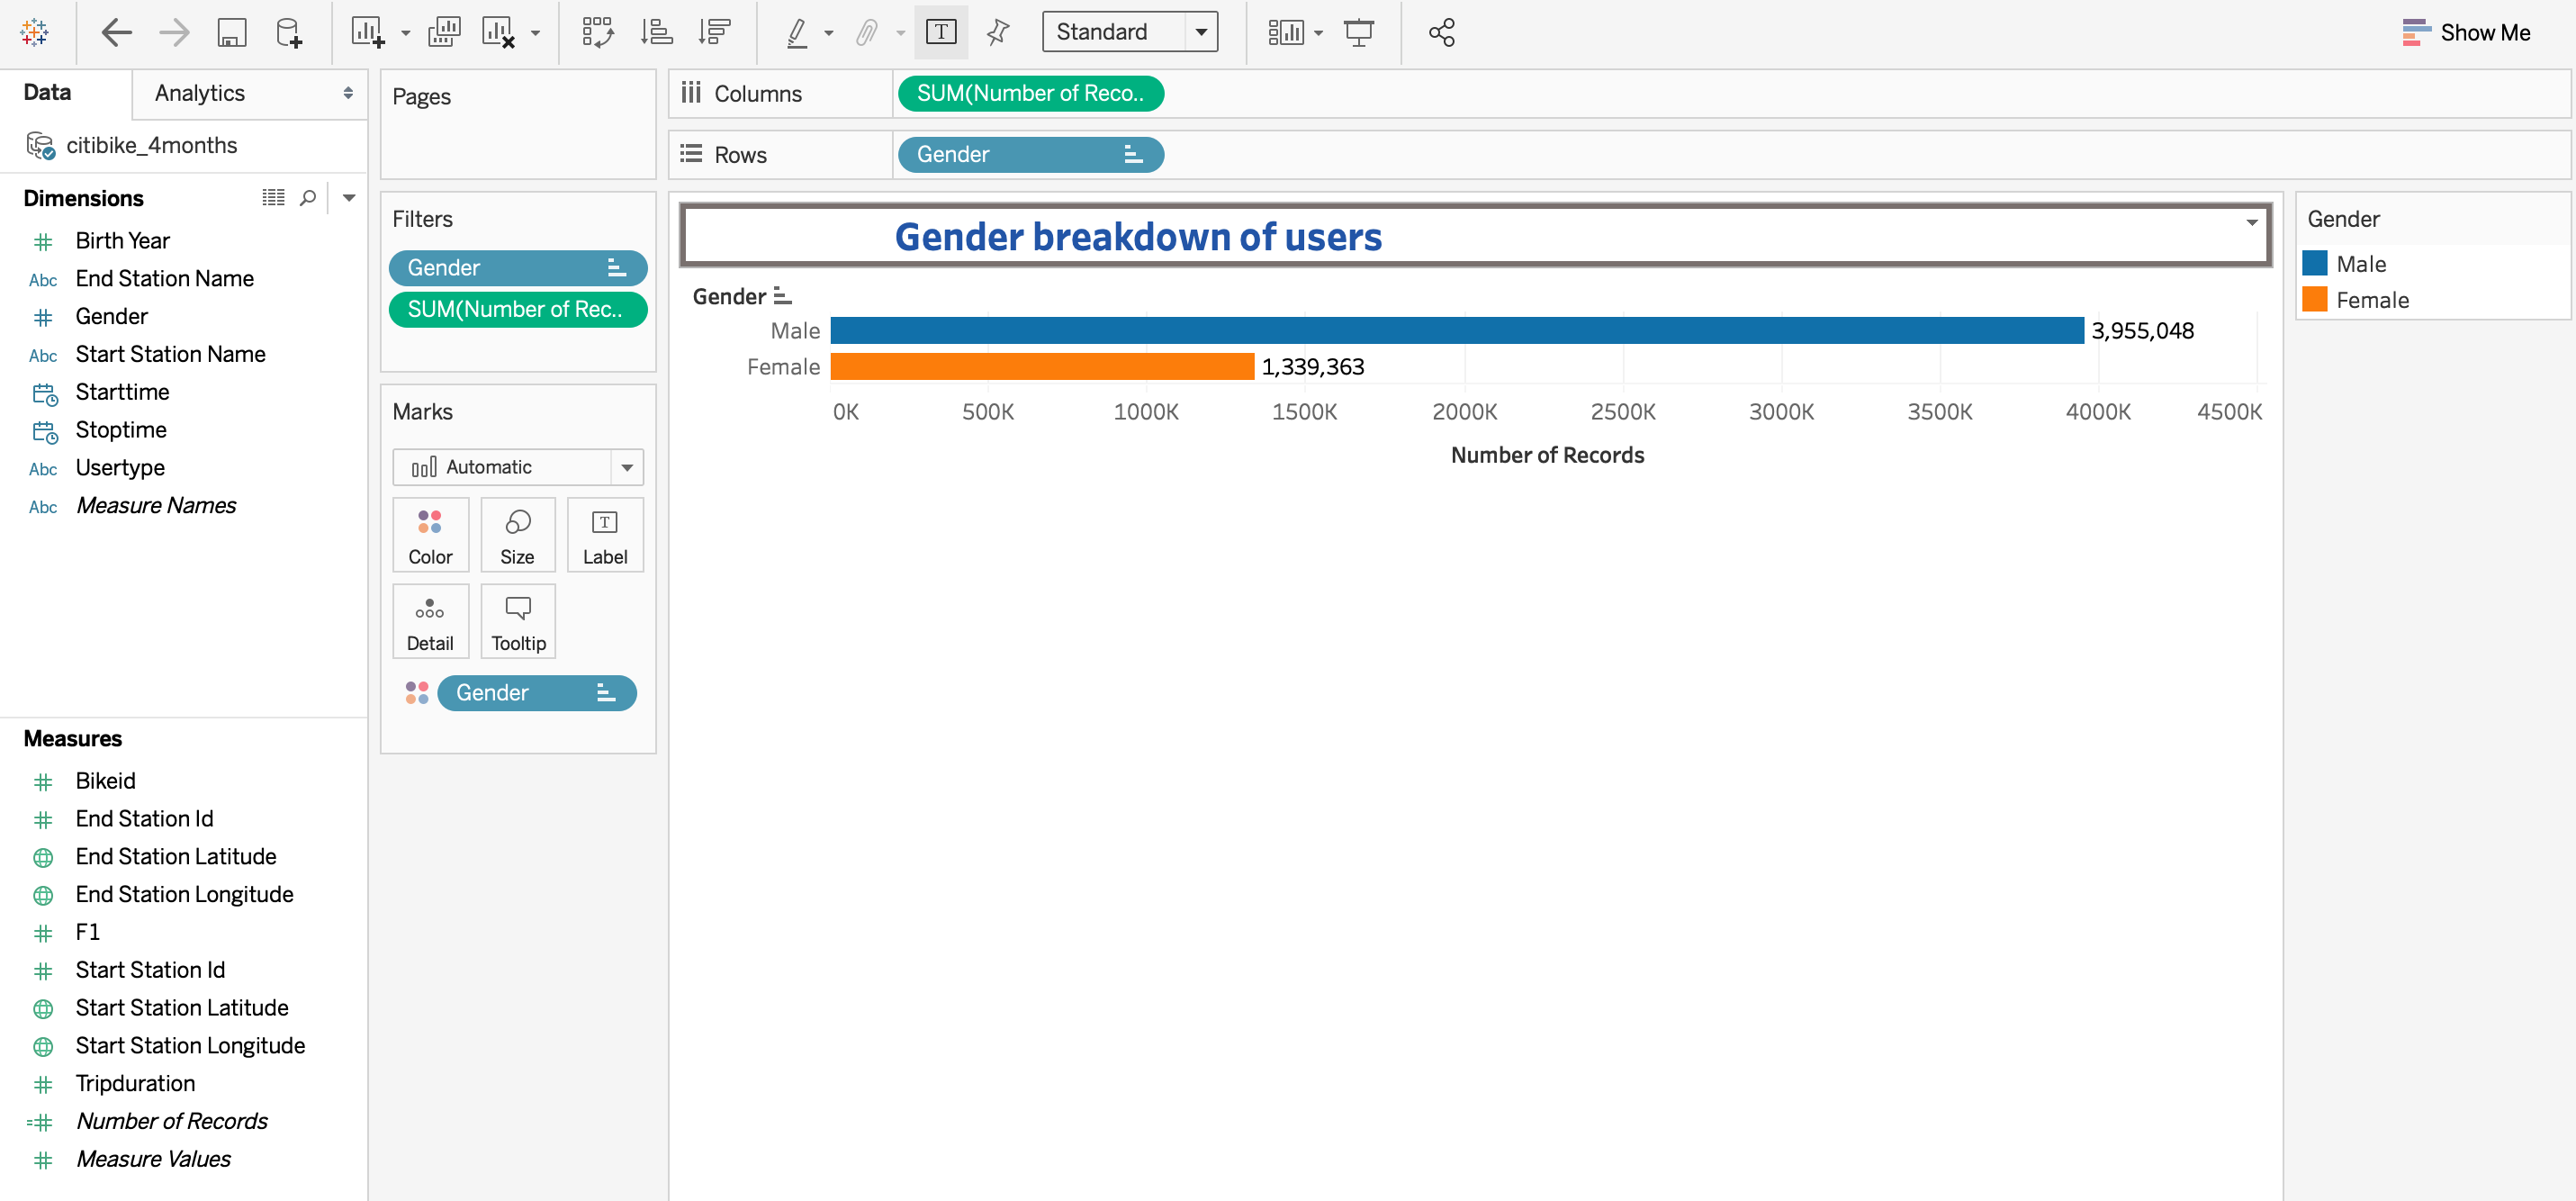 Standard
Show Me
Data
Analytics
citibike_4months
Dimensions
# Birth Year
Abc End Station Name
# Gender
Abc Start Station Name
Starttime
Stoptime
Abc Usertype
Abc Measure Names
Measures
# Bikeid
# End Station Id
End Station Latitude
End Station Longitude
# F1
# Start Station Id
Start Station Latitude
Start Station Longitude
# Tripduration
=# Number of Records
# Measure Values
Pages
Filters
Gender
SUM(Number of Rec..
Marks
Automatic
Color
Size
T
Label
Detail
Tooltip
Gender
Columns
SUM(Number of Reco..
Rows
Gender
Gender breakdown of users
Gender
Male 3,955,048
Female 1,339,363
0K 500K 1000K 1500K 2000K 2500K 3000K 3500K 4000K 4500K
Number of Records
Gender
Male
Female